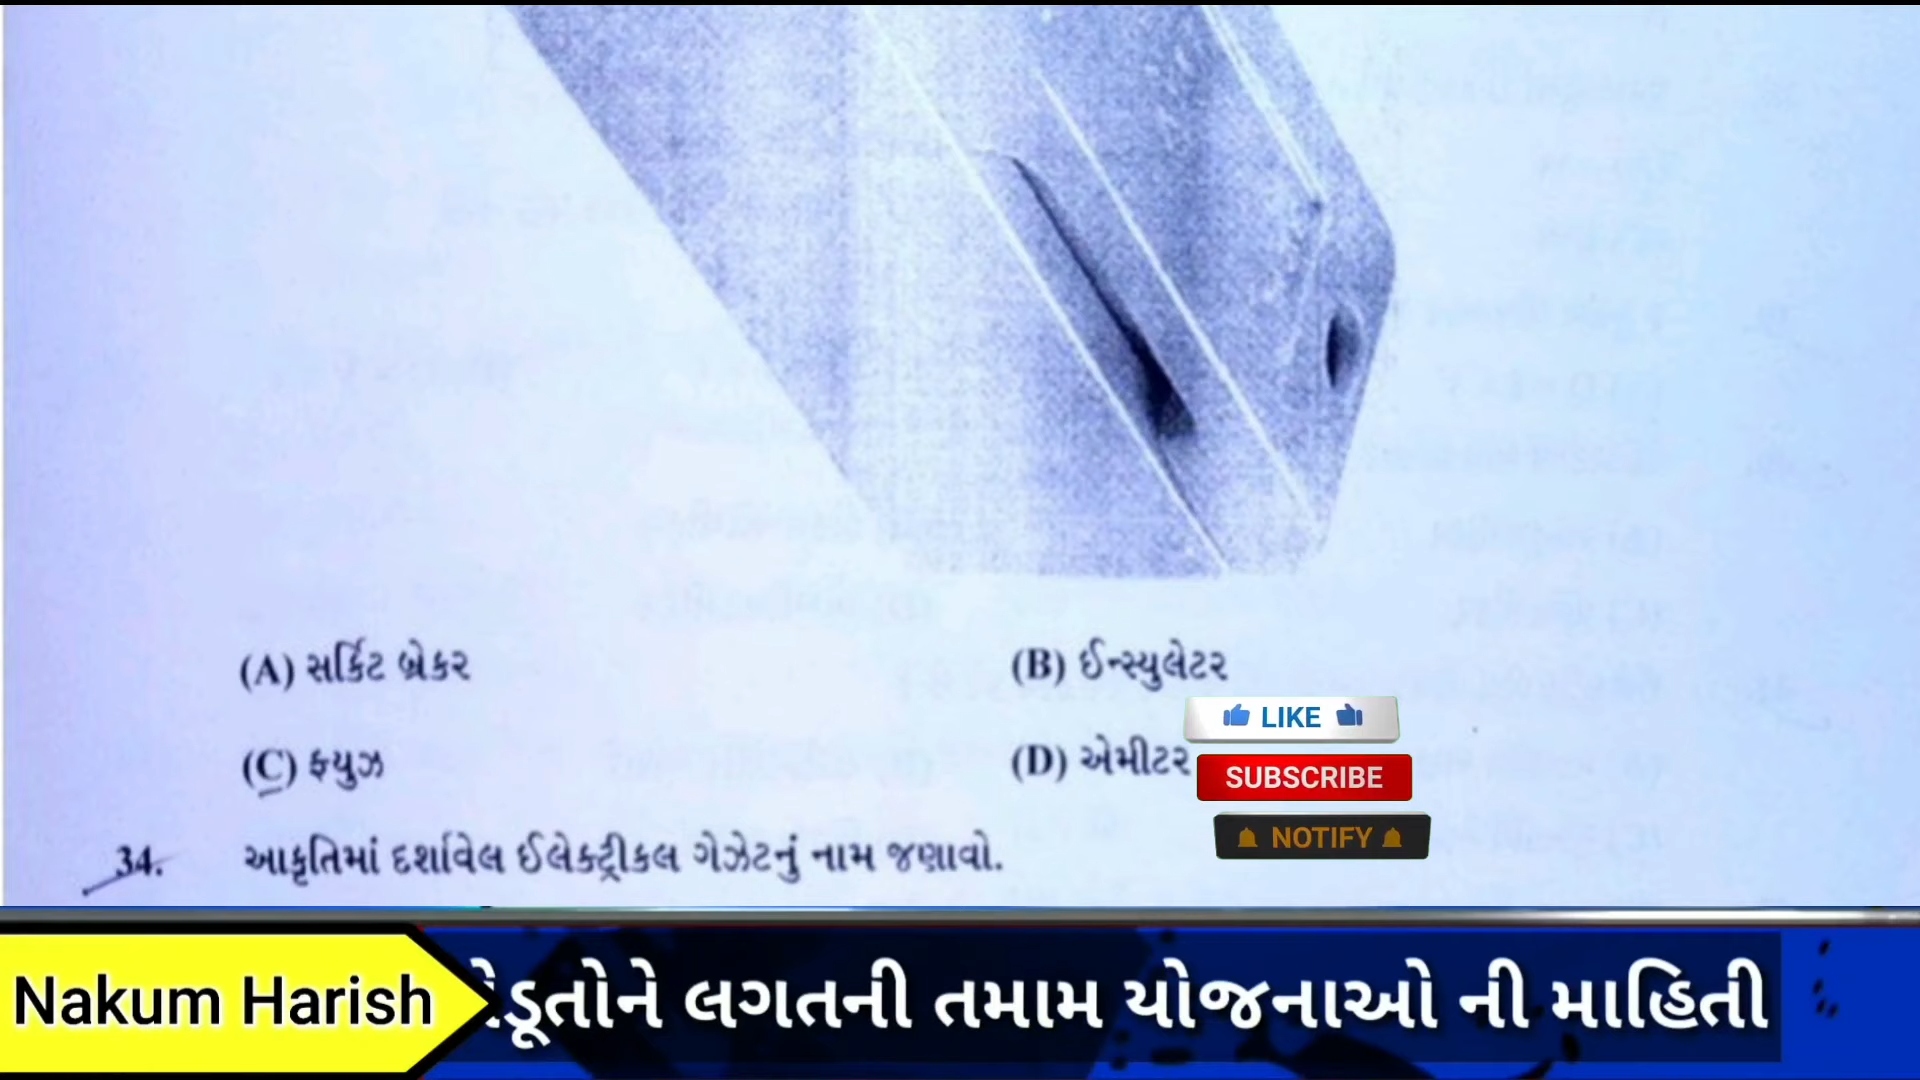 (A) સર્કિટ બ્રેકર
(B) ઈન્સ્યુલેટર
(C) ફયુઝ
(D) એમીટર
LIKE
SUBSCRIBE
NOTIFY
34. આકૃતિમાં દર્શાવેલ ઈલેક્ટ્રીકલ ગેઝેટનું નામ જણાવો.
Nakum Harish
લગતની તમામ યોજનાઓ ની માહિતી